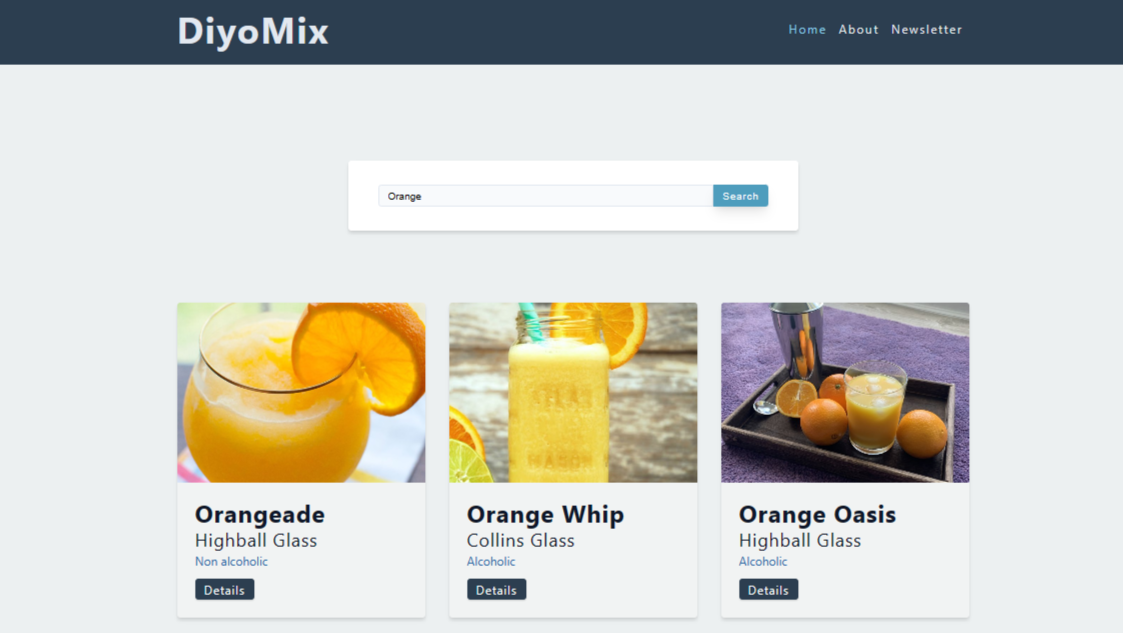 DiyoMix
Home About Newsletter
Orange Search
Orangeade
Highball Glass
Non alcoholic
Details
Orange Whip
Collins Glass
Alcoholic
Details
Orange Oasis
Highball Glass
Alcoholic
Details